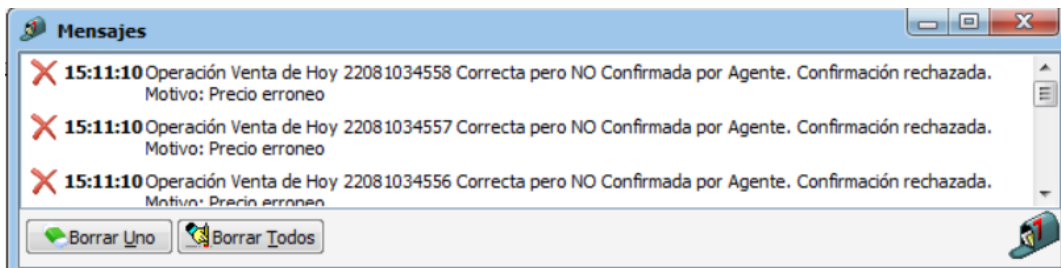 Mensajes
15:11:10 Operación Venta de Hoy 22081034558 Correcta pero NO Confirmada por Agente. Confirmación rechazada.
Motivo: Precio erroneo
15:11:10 Operación Venta de Hoy 22081034557 Correcta pero NO Confirmada por Agente. Confirmación rechazada.
Motivo: Precio erroneo
15:11:10 Operación Venta de Hoy 22081034556 Correcta pero NO Confirmada por Agente. Confirmación rechazada.
Motivo: Precio erroneo
Borrar Uno Borrar Todos